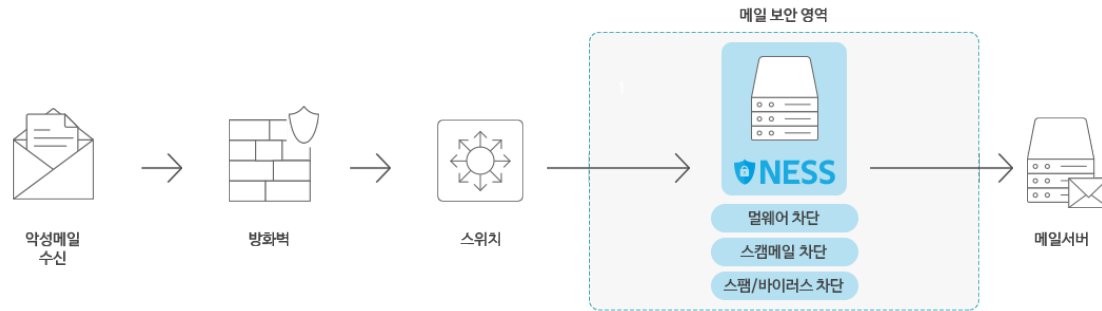 메일 보안 영역
NESS
멀웨어 차단
스캠메일 차단
스팸/바이러스 차단
악성메일
수신
방화벽
스위치
메일서버